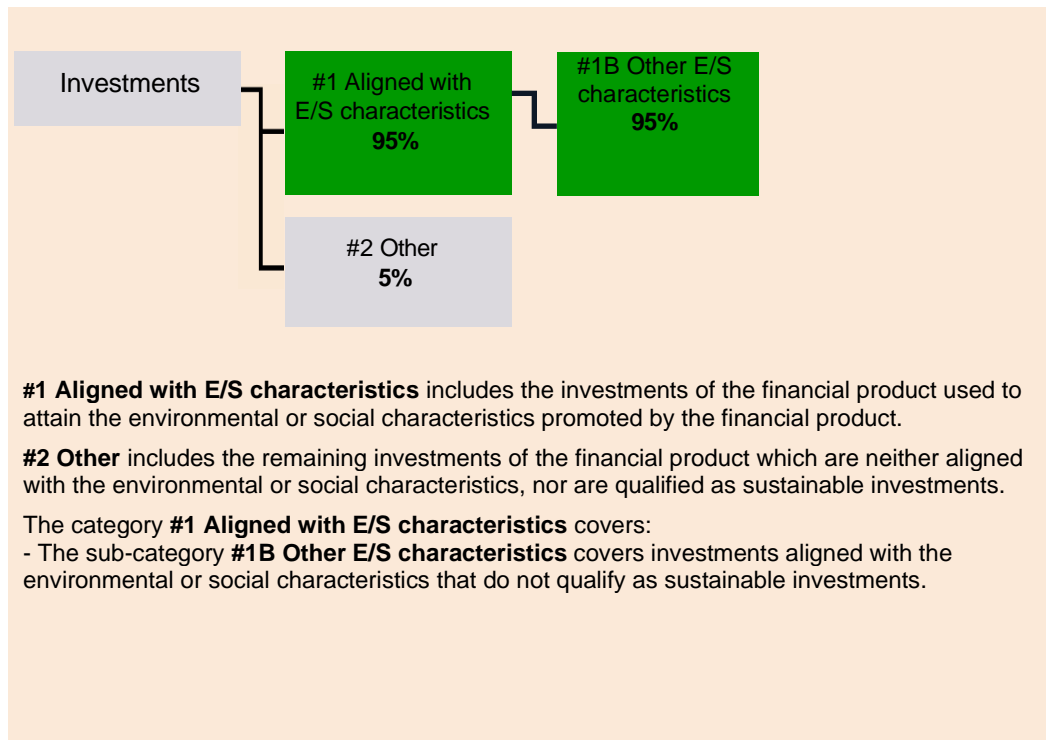 Investments
#1 Aligned with
E/S characteristics
95%
#1B Other E/S
characteristics
95%
#2 Other
5%
#1 Aligned with E/S characteristics includes the investments of the financial product used to
attain the environmental or social characteristics promoted by the financial product.
#2 Other includes the remaining investments of the financial product which are neither aligned
with the environmental or social characteristics, nor are qualified as sustainable investments.
The category #1 Aligned with E/S characteristics covers:
- The sub-category #1B Other E/S characteristics covers investments aligned with the
environmental or social characteristics that do not qualify as sustainable investments.